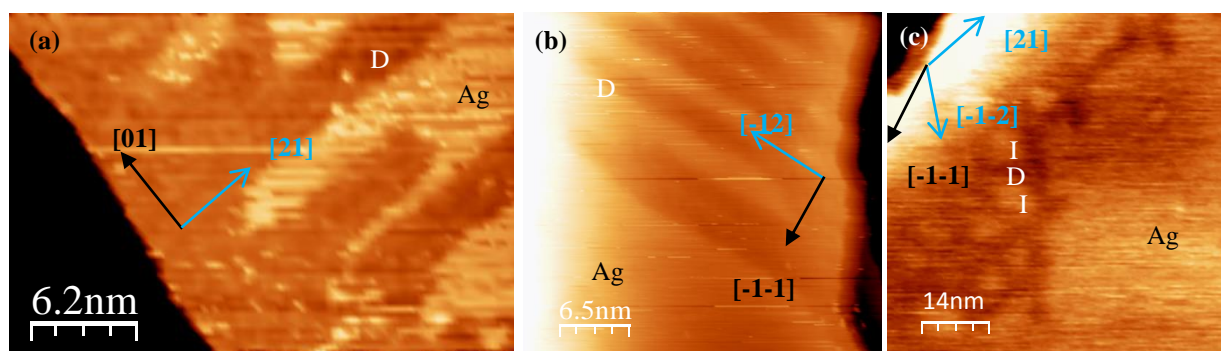 (a)
D
Ag
[01]
[21]
6.2nm
(b)
D
[-12]
Ag
[-1-1]
6.5nm
(c)
[21]
[-1-2]
I
[-1-1]
D
I
Ag
14nm